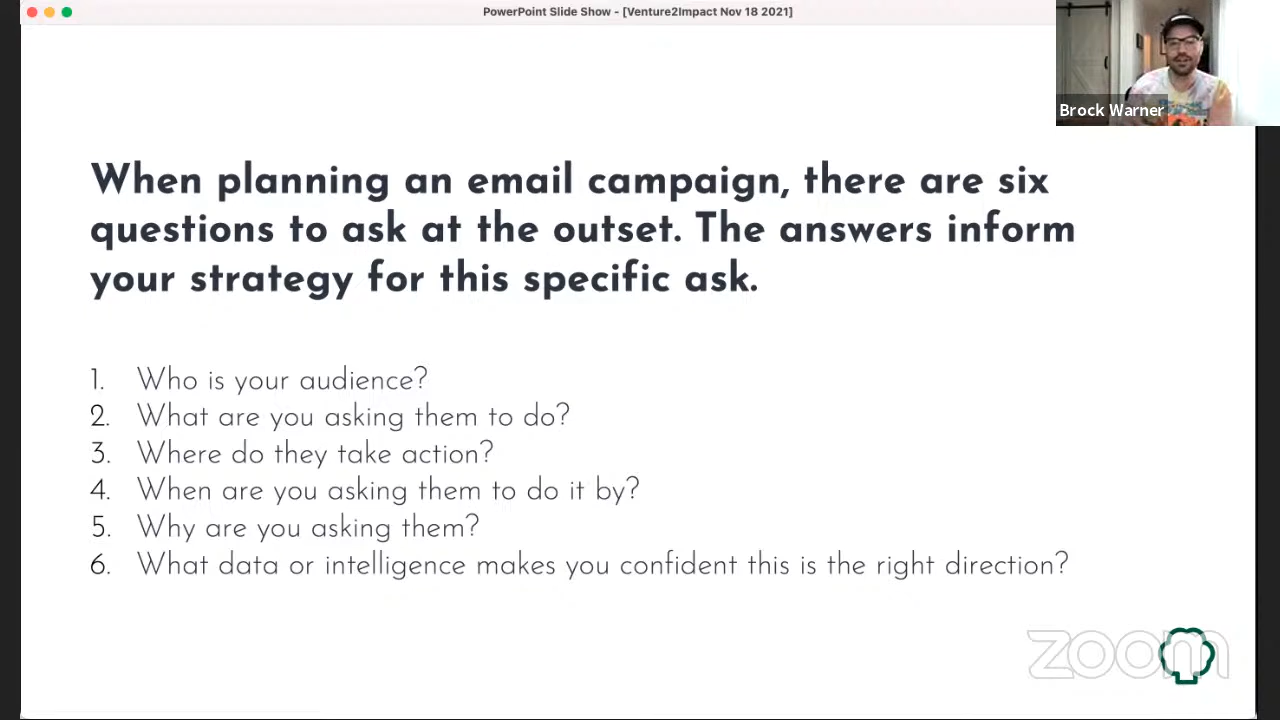 PowerPoint Slide Show - [Venture2Impact Nov 18 2021]
Brock Warner
When planning an email campaign, there are six
questions to ask at the outset. The answers inform
your strategy for this specific ask.
1. Who is your audience?
2. What are you asking them to do?
3. Where do they take action?
4. When are you asking them to do it by?
5. Why are you asking them?
6. What data or intelligence makes you confident this is the right direction?
zoom